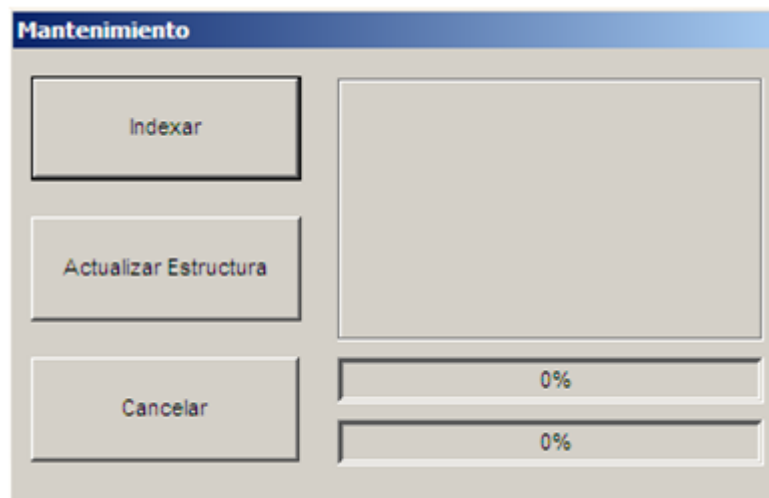 Mantenimiento
Indexar
Actualizar Estructura
Cancelar
0%
0%